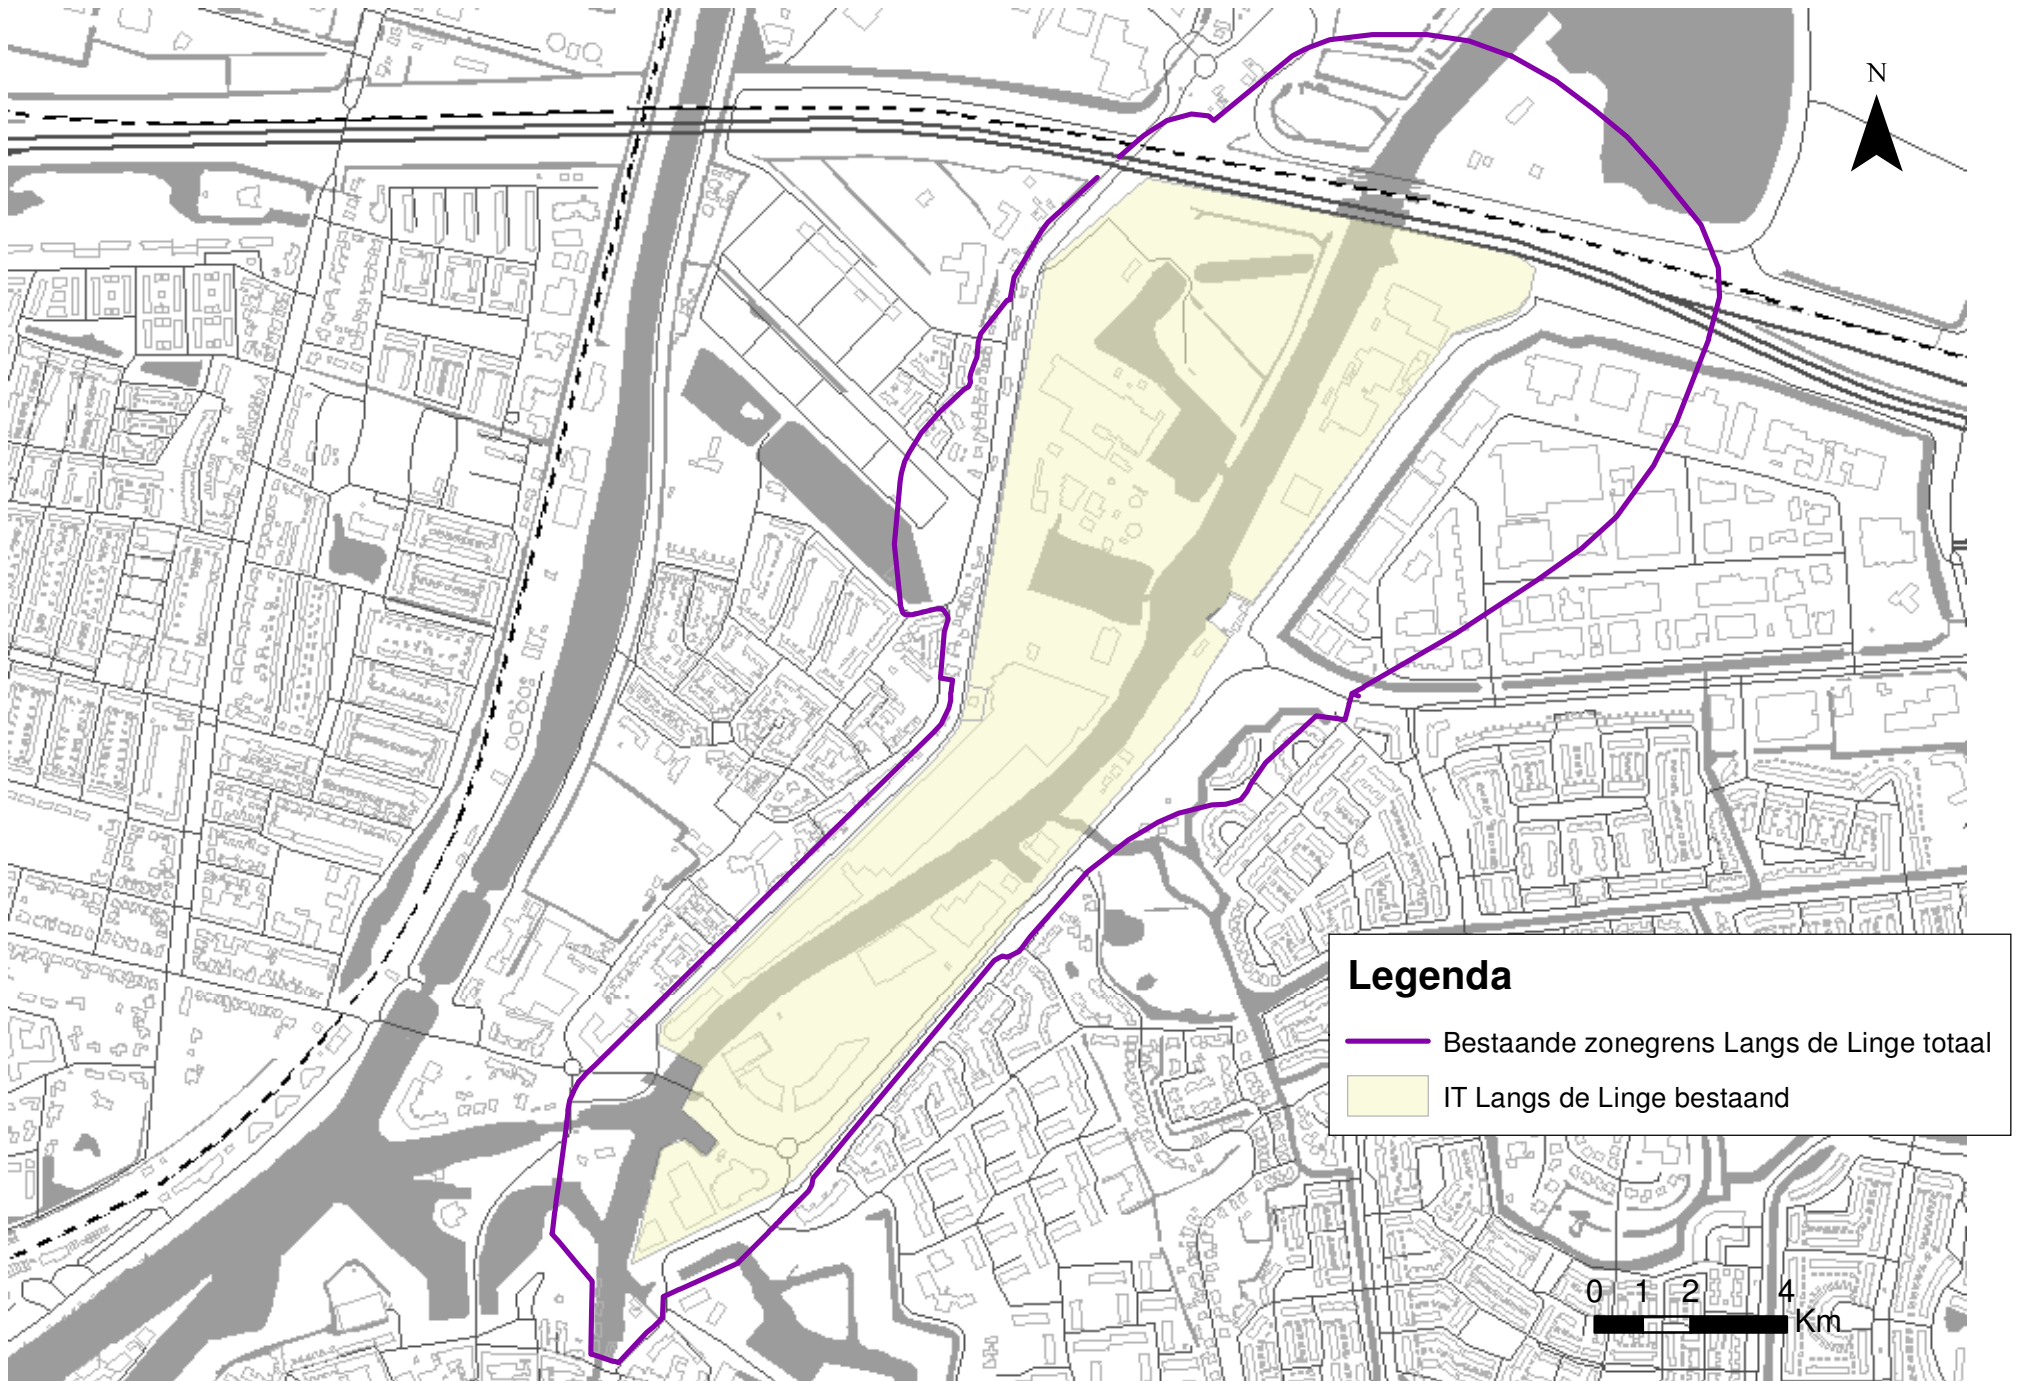 N
Legenda
Bestaande zonegrens Langs de Linge totaal
IT Langs de Linge bestaand
0 1 2 4
Km